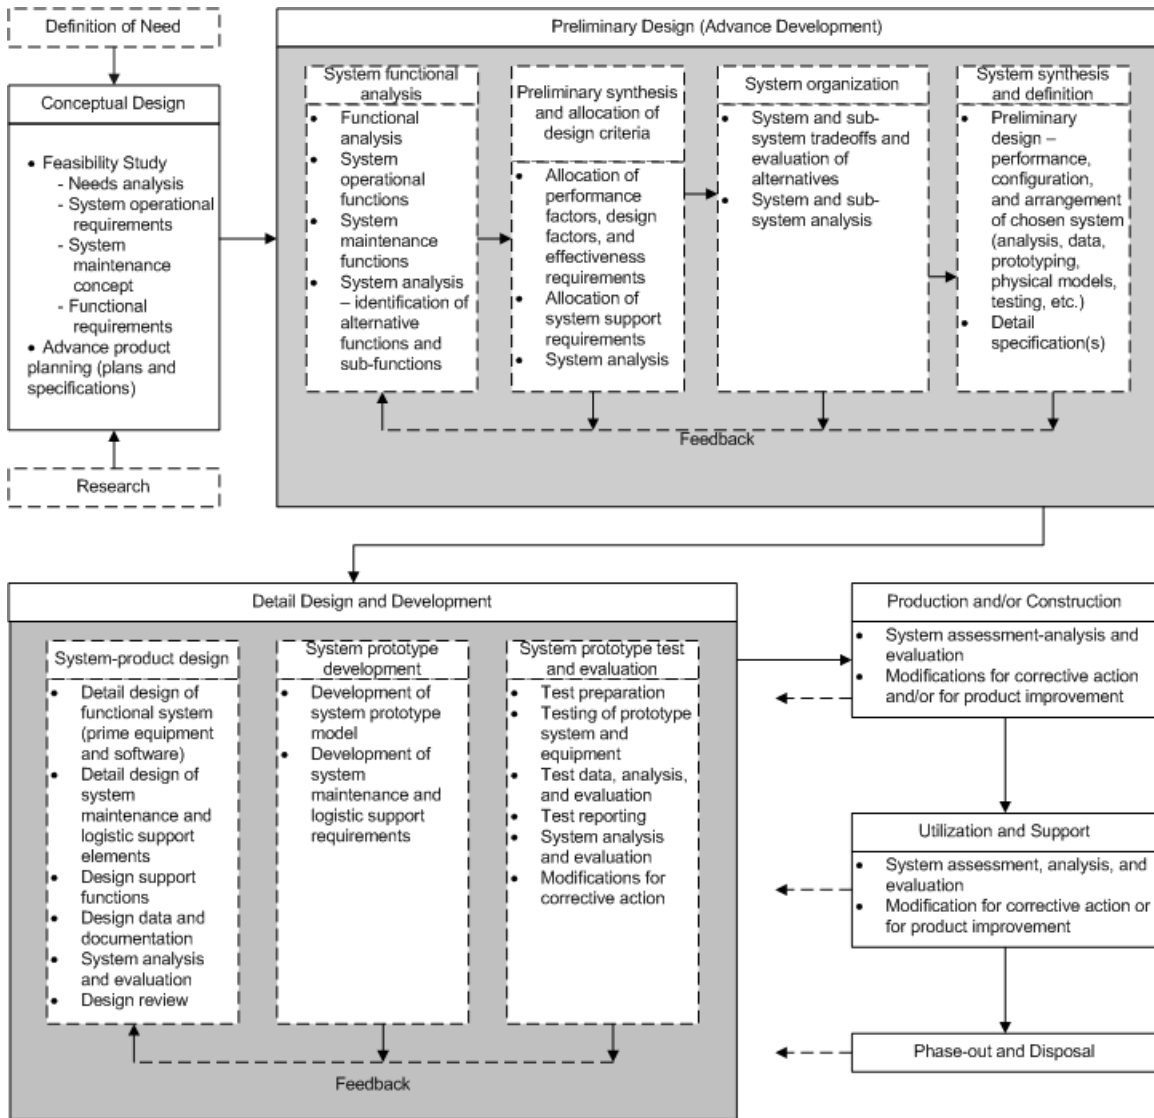 Definition of Need
Conceptual Design
• Feasibility Study
- Needs analysis
- System operational
requirements
- System
maintenance
concept
- Functional
requirements
• Advance product
planning (plans and
specifications)
Research
Preliminary Design (Advance Development)
System functional
analysis
• Functional
analysis
• System
operational
functions
• System
maintenance
functions
• System analysis
– identification of
alternative
functions and
sub-functions
Preliminary synthesis
and allocation of
design criteria
• Allocation of
performance
factors, design
factors, and
effectiveness
requirements
• Allocation of
system support
requirements
• System analysis
System organization
• System and sub-
system tradeoffs and
evaluation of
alternatives
• System and sub-
system analysis
System synthesis
and definition
• Preliminary
design –
performance,
configuration,
and arrangement
of chosen system
(analysis, data,
prototyping,
physical models,
testing, etc.)
• Detail
specification(s)
Feedback
Detail Design and Development
System-product design
• Detail design of
functional system
(prime equipment
and software)
• Detail design of
system
maintenance and
logistic support
elements
• Design support
functions
• Design data and
documentation
• System analysis
and evaluation
• Design review
System prototype
development
• Development of
system prototype
model
• Development of
system
maintenance and
logistic support
requirements
System prototype test
and evaluation
• Test preparation
• Testing of prototype
system and
equipment
• Test data, analysis,
and evaluation
• Test reporting
• System analysis
and evaluation
• Modifications for
corrective action
Feedback
Production and/or Construction
• System assessment-analysis and
evaluation
• Modifications for corrective action
and/or for product improvement
Utilization and Support
• System assessment, analysis, and
evaluation
• Modification for corrective action or
for product improvement
Phase-out and Disposal